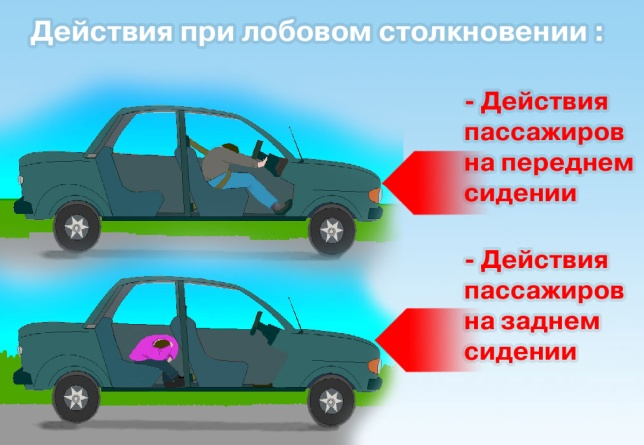 Действия при лобовом столкновении :
- Действия
пассажиров
на переднем
сидении
- Действия
пассажиров
на заднем
сидении